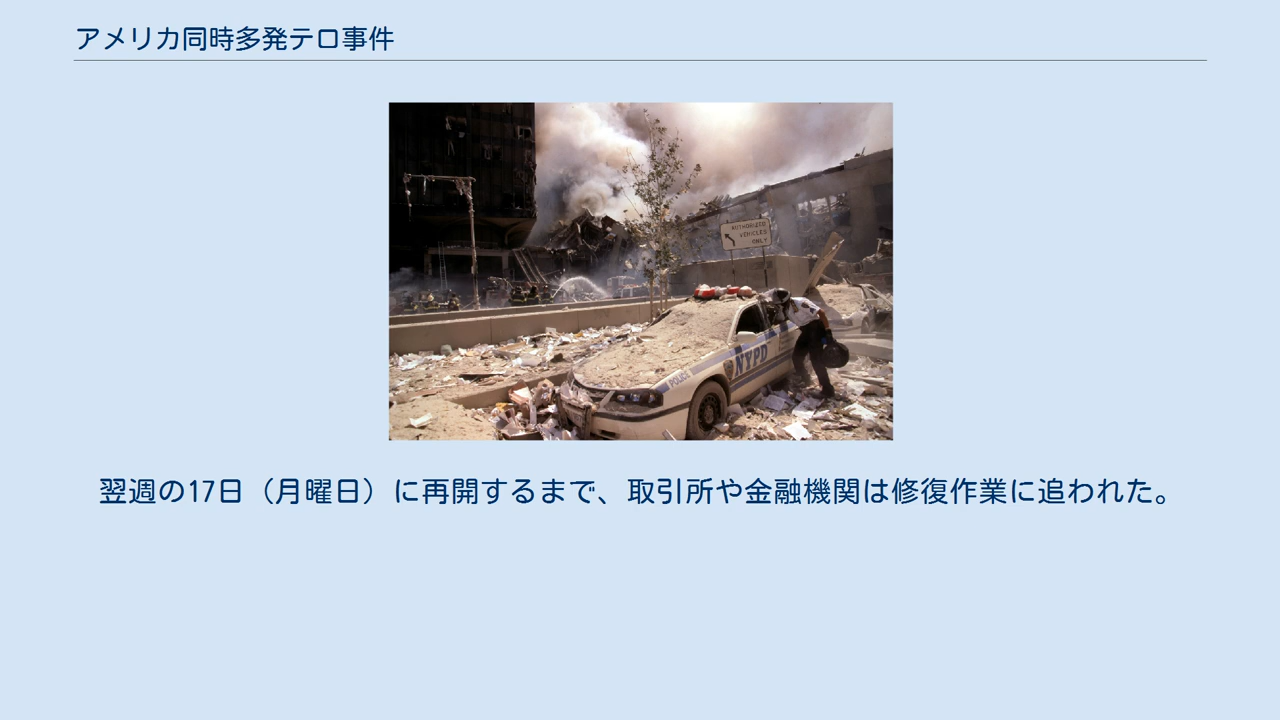 アメリカ同時多発テロ事件
AUTHORIZED
VEHICLES
ONLY
POLICE
NYPD
翌週の17日（月曜日）に再開するまで、取引所や金融機関は修復作業に追われた。